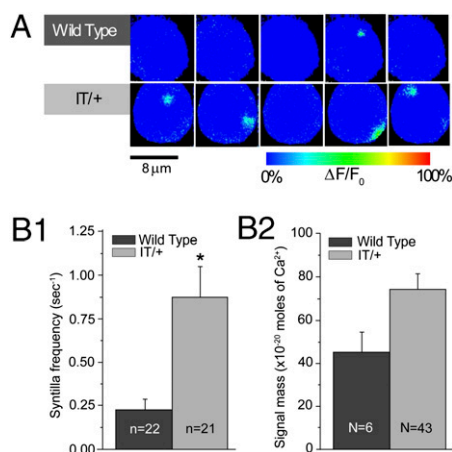 A
Wild Type
IT/+
8 μm
0% ΔF/F₀ 100%
B1
Wild Type
IT/+
*
1.25
1.00
0.75
0.50
0.25
0.00
Syntilla frequency (sec⁻¹)
n=22
n=21
B2
Wild Type
IT/+
100
80
60
40
20
0
Signal mass (x10⁻²⁰ moles of Ca²⁺)
N=6
N=43